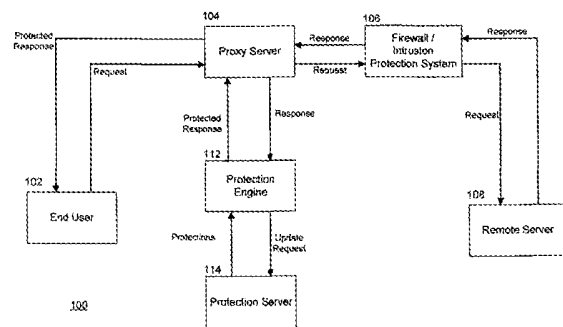 104
Proxy Server
106
Firewall /
Intrusion
Protection System
Response
Request
Response
Protected
Response
Request
Request
Protected
Response
Response
112
Protection
Engine
102
End User
108
Remote Server
Protections
Update
Request
114
Protection Server
100